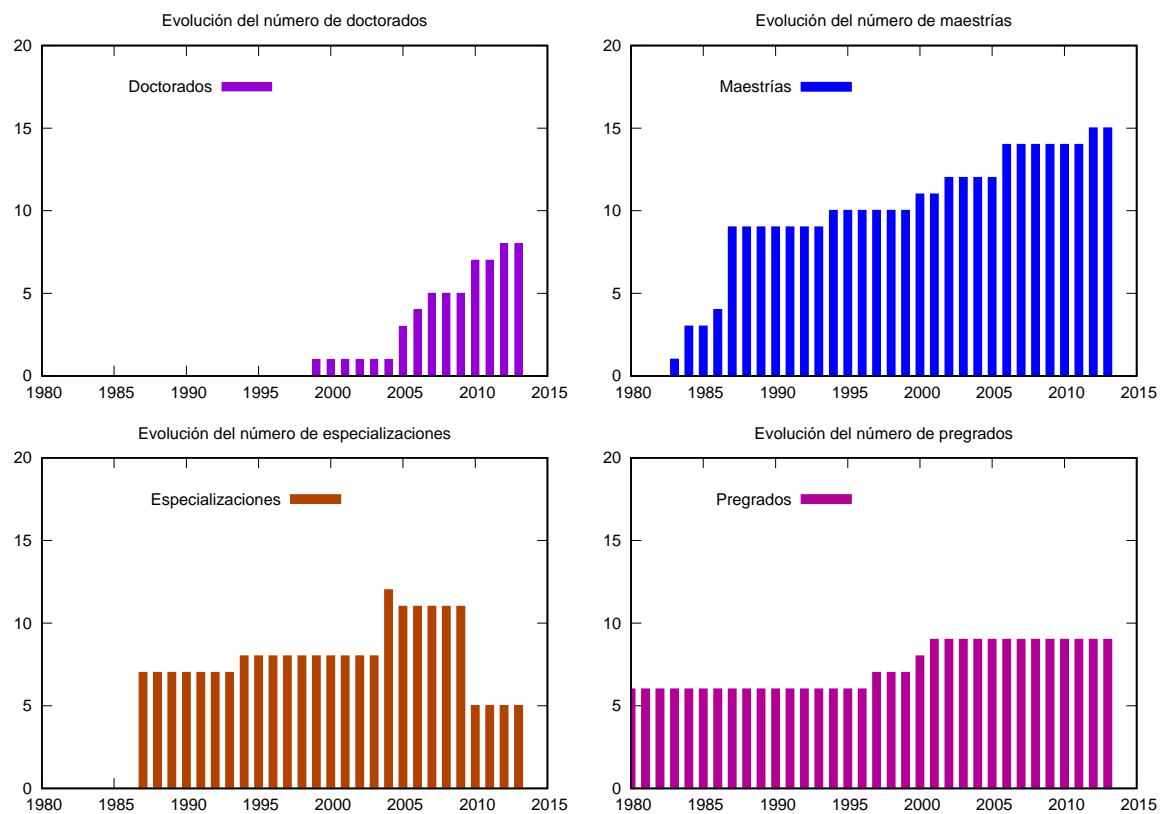 Evolución del número de doctorados
20
15
10
5
0
Doctorados
1980 1985 1990 1995 2000 2005 2010 2015
Evolución del número de maestrías
20
15
10
5
0
Maestrías
1980 1985 1990 1995 2000 2005 2010 2015
Evolución del número de especializaciones
20
15
10
5
0
Especializaciones
1980 1985 1990 1995 2000 2005 2010 2015
Evolución del número de pregrados
20
15
10
5
0
Pregrados
1980 1985 1990 1995 2000 2005 2010 2015